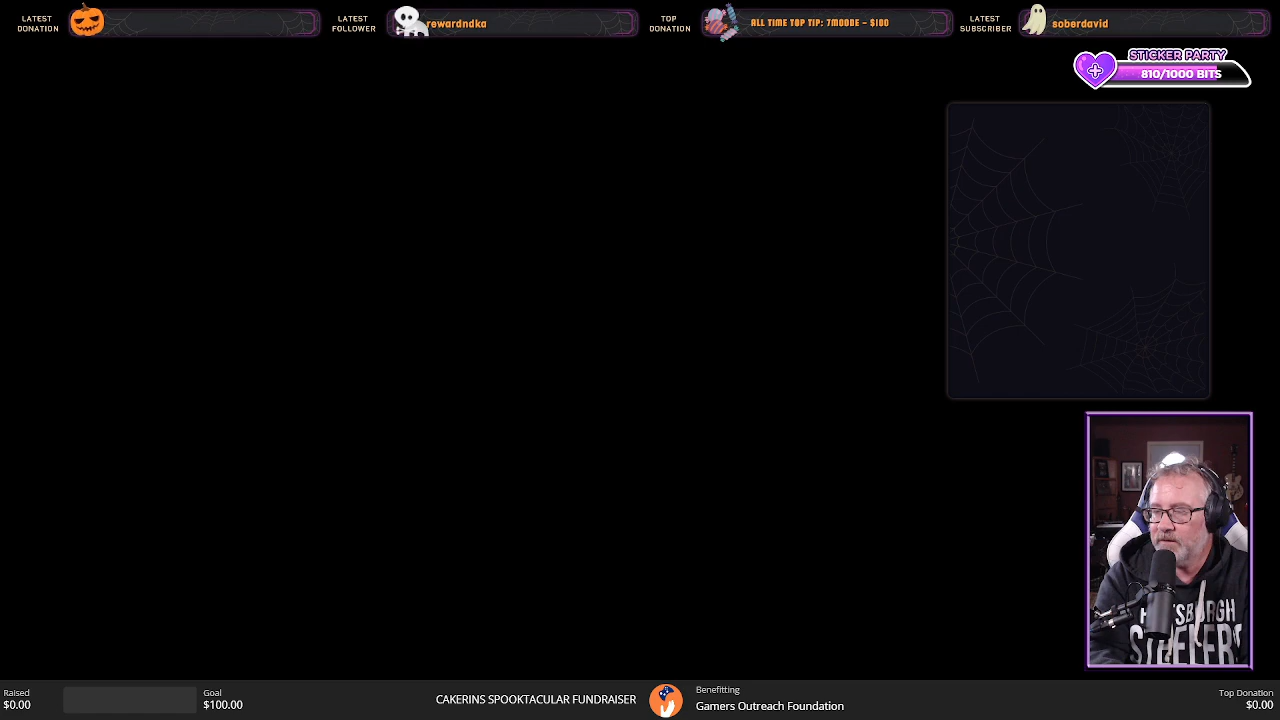 LATEST
DONATION
LATEST
FOLLOWER
rewardndka
TOP
DONATION
ALL TIME TOP TIP: 7MOODE - $100
LATEST
SUBSCRIBER
soberdavid
STICKER PARTY
810/1000 BITS
STEELERS
Raised
$0.00
Goal
$100.00
CAKERINS SPOOKTACULAR FUNDRAISER
Benefitting
Gamers Outreach Foundation
Top Donation
$0.00